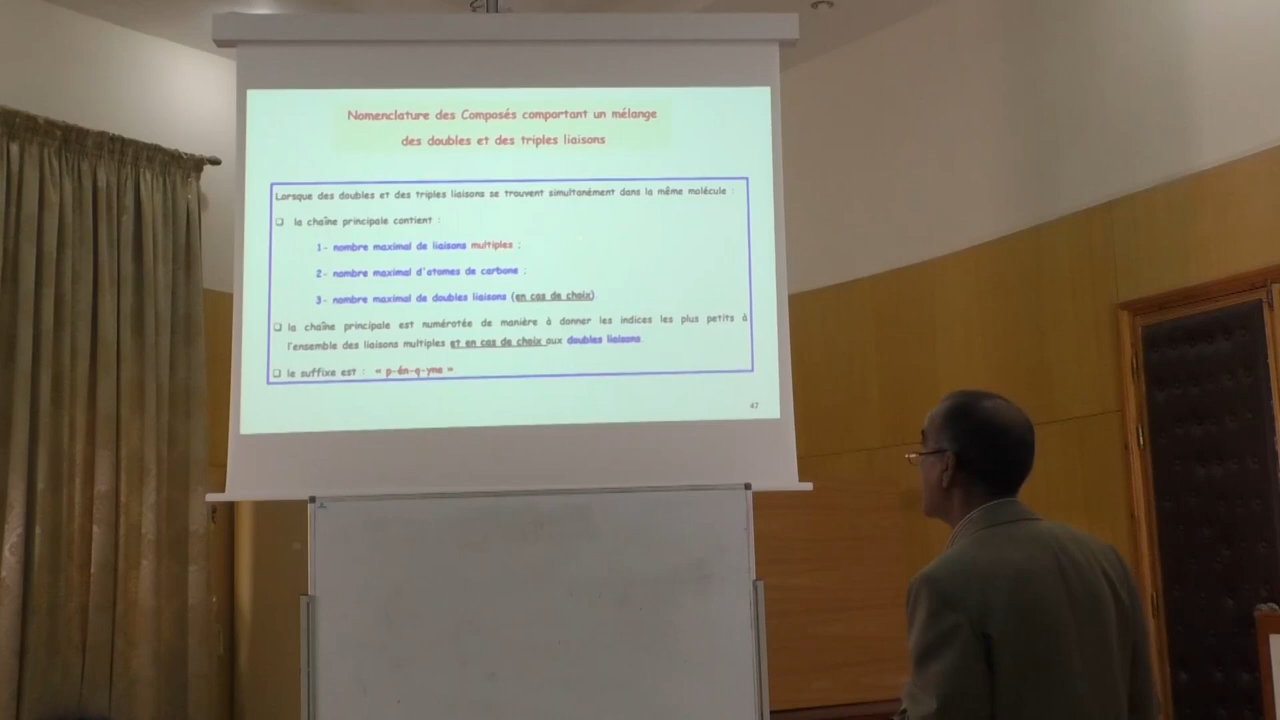 Nomenclature des Composés comportant un mélange
des doubles et des triples liaisons
Lorsque des doubles et des triples liaisons se trouvent simultanément dans la même molécule :
❑ la chaîne principale contient :
1- nombre maximal de liaisons multiples ;
2- nombre maximal d'atomes de carbone ;
3- nombre maximal de doubles liaisons (en cas de choix).
❑ la chaîne principale est numérotée de manière à donner les indices les plus petits à
l'ensemble des liaisons multiples et en cas de choix aux doubles liaisons.
❑ le suffixe est : « p-én-q-yne »
47